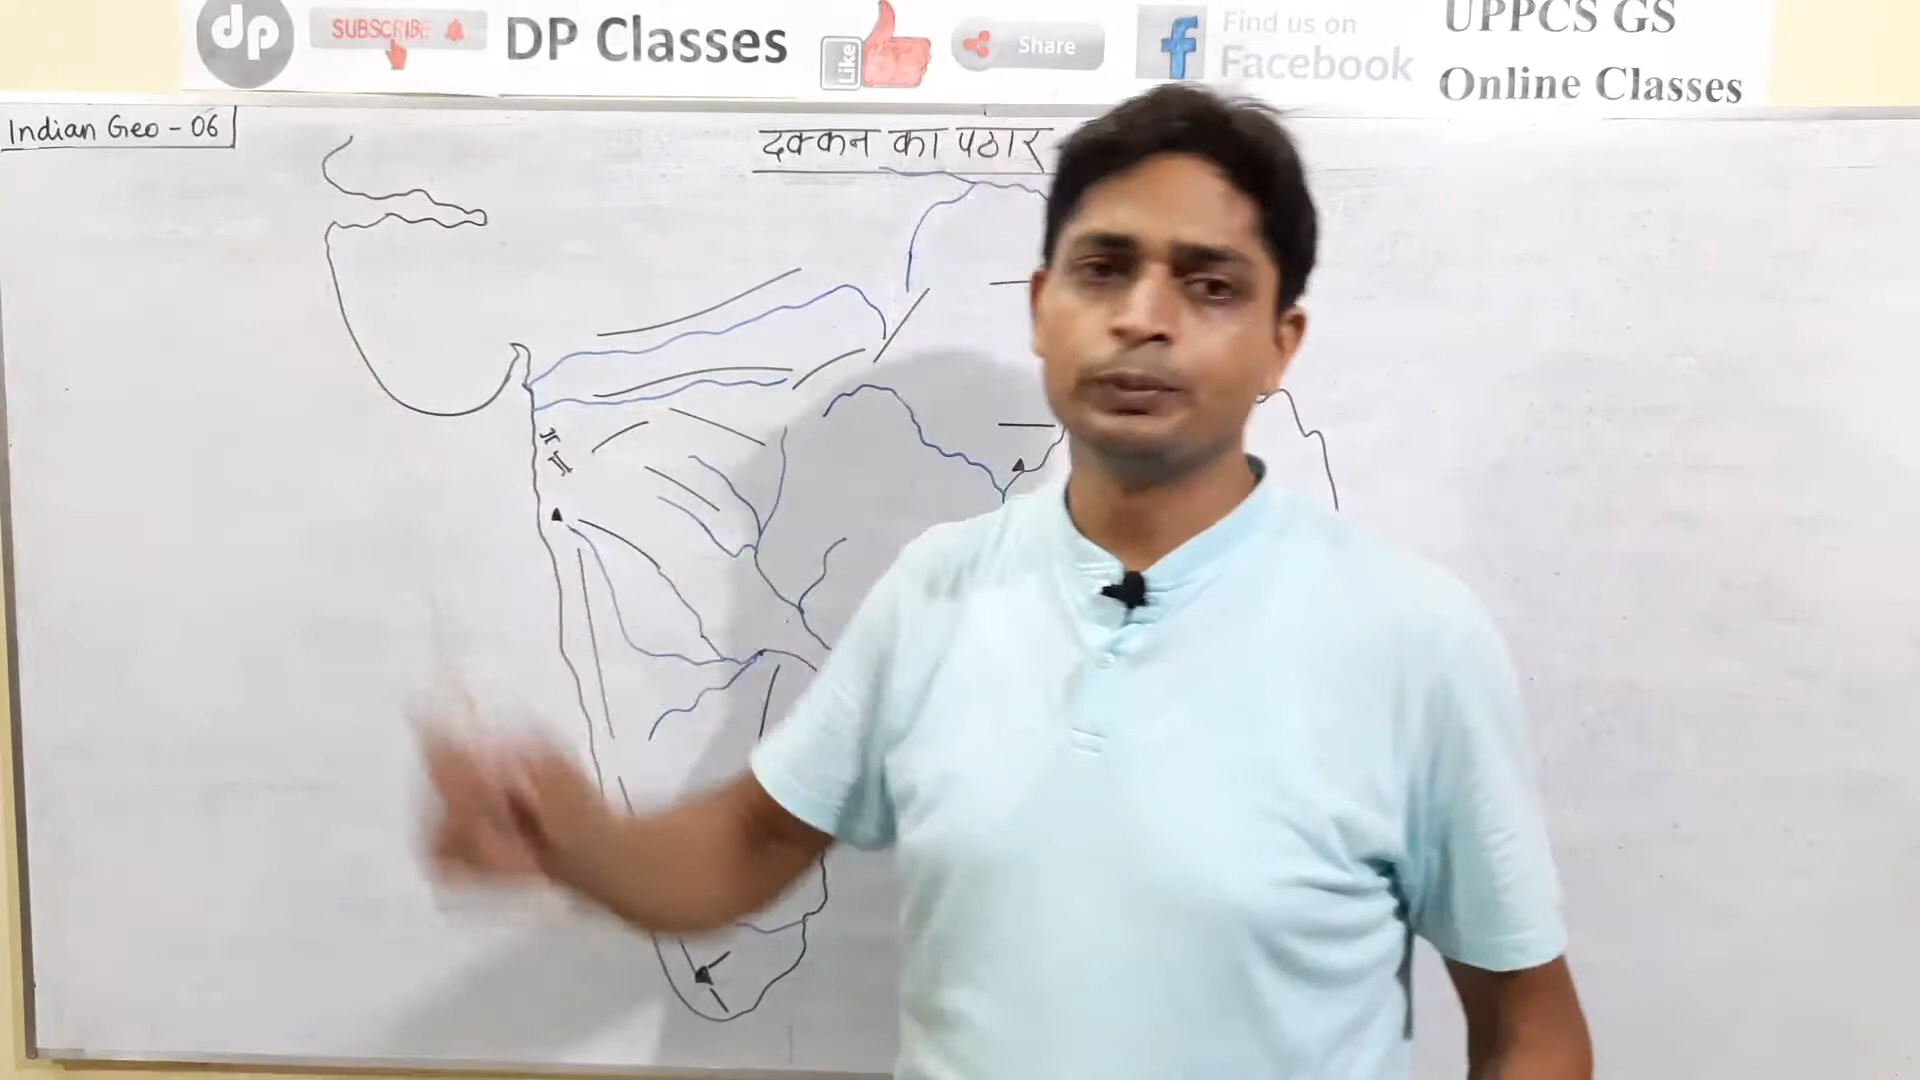 dp
SUBSCRIBE
DP Classes
Like
Share
Find us on
Facebook
UPPCS GS
Online Classes
Indian Geo - 06
दक्कन का पठार